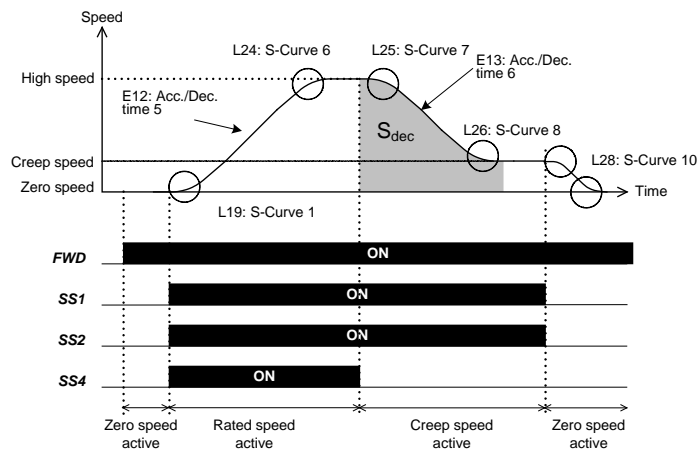 Speed
L24: S-Curve 6
L25: S-Curve 7
E13: Acc./Dec.
time 6
High speed
E12: Acc./Dec.
time 5
Sdec
L26: S-Curve 8
Creep speed
L28: S-Curve 10
Zero speed
Time
L19: S-Curve 1
FWD
ON
SS1
ON
SS2
ON
SS4
ON
Zero speed
active
Rated speed
active
Creep speed
active
Zero speed
active